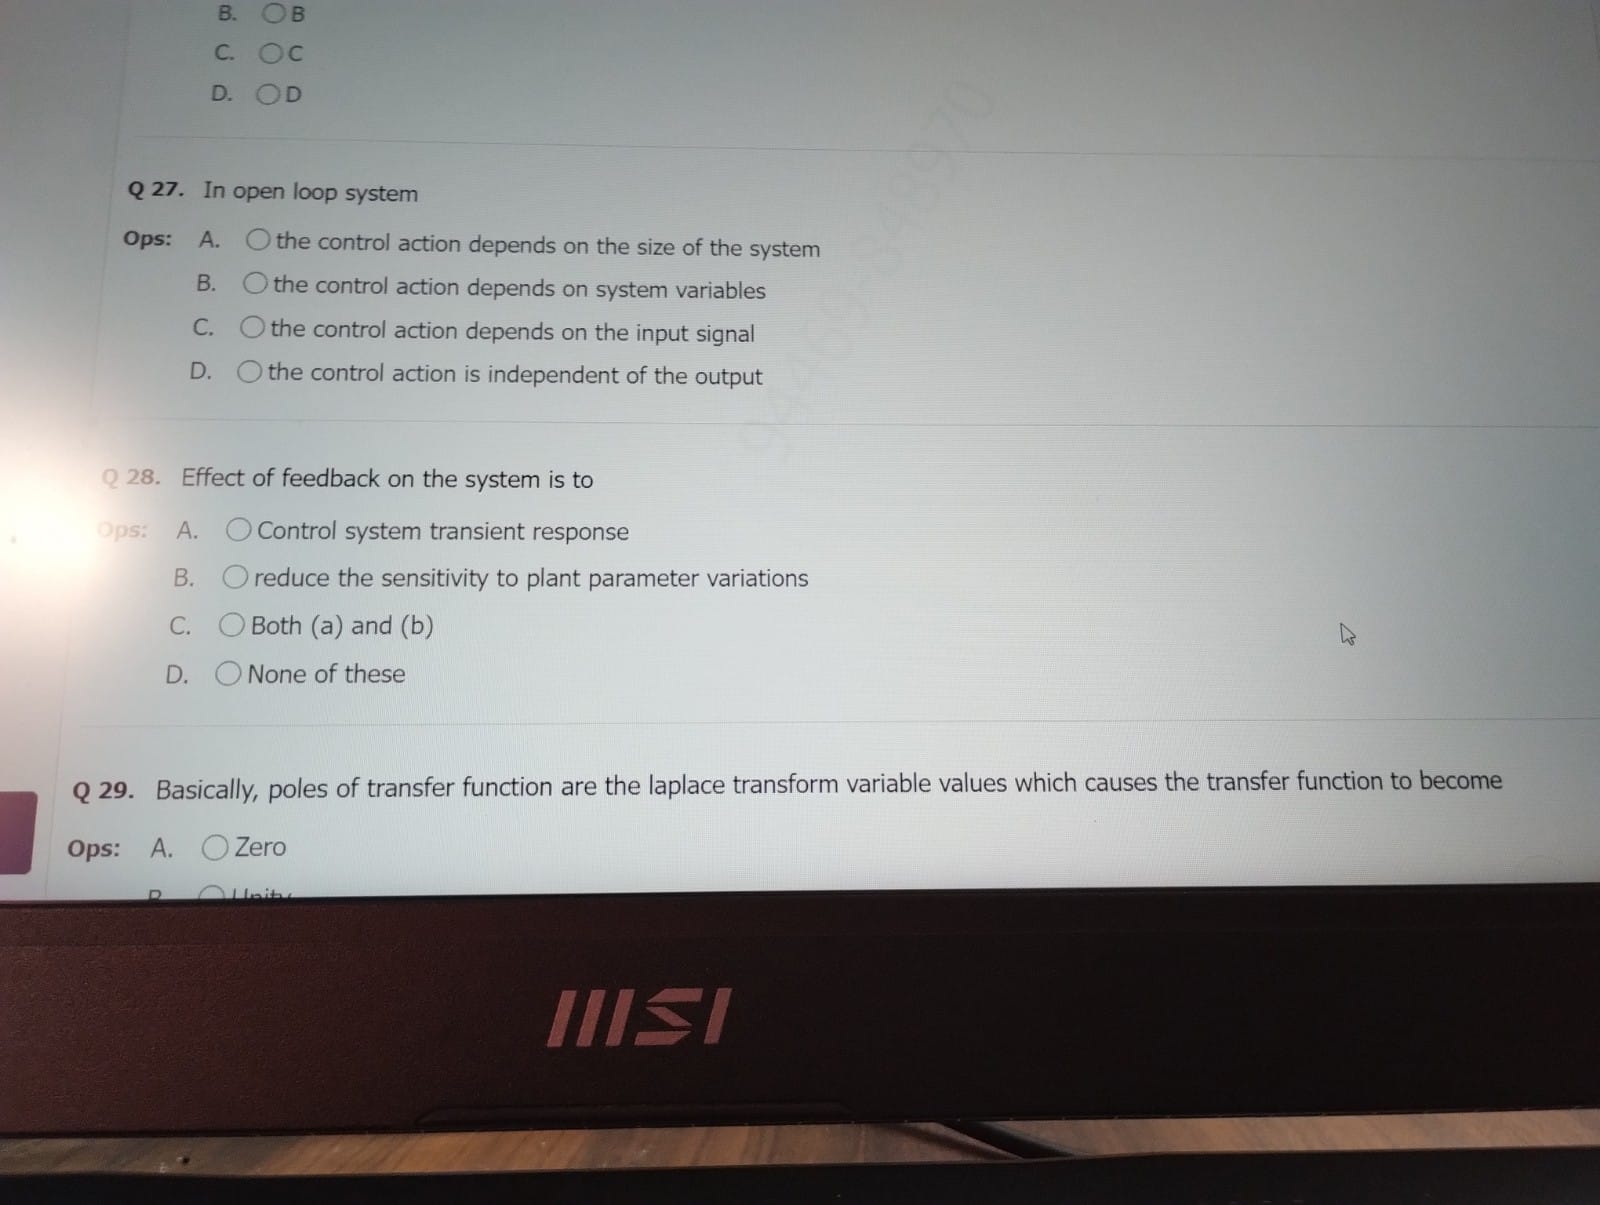 B. B
C. C
D. D
Q 27. In open loop system
Ops: A. the control action depends on the size of the system
B. the control action depends on system variables
C. the control action depends on the input signal
D. the control action is independent of the output
Q 28. Effect of feedback on the system is to
Ops: A. Control system transient response
B. reduce the sensitivity to plant parameter variations
C. Both (a) and (b)
D. None of these
Q 29. Basically, poles of transfer function are the laplace transform variable values which causes the transfer function to become
Ops: A. Zero
B. Unity
msi